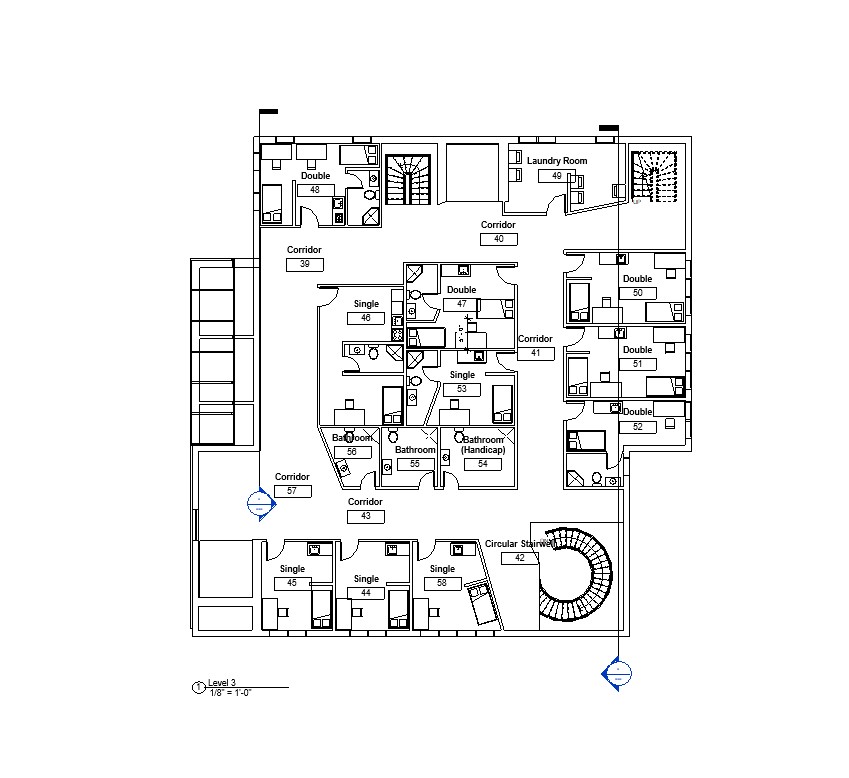 Double
48
Laundry Room
49
UP
Corridor
40
Corridor
39
Double
50
Double
47
Single
46
5' - 0"
Corridor
41
Double
51
Single
53
Double
52
Bathroom
56
Bathroom
55
Bathroom
(Handicap)
54
Corridor
57
Corridor
43
Circular Stairwell
42
Single
45
Single
44
Single
58
1
Level 3
1/8" = 1'-0"